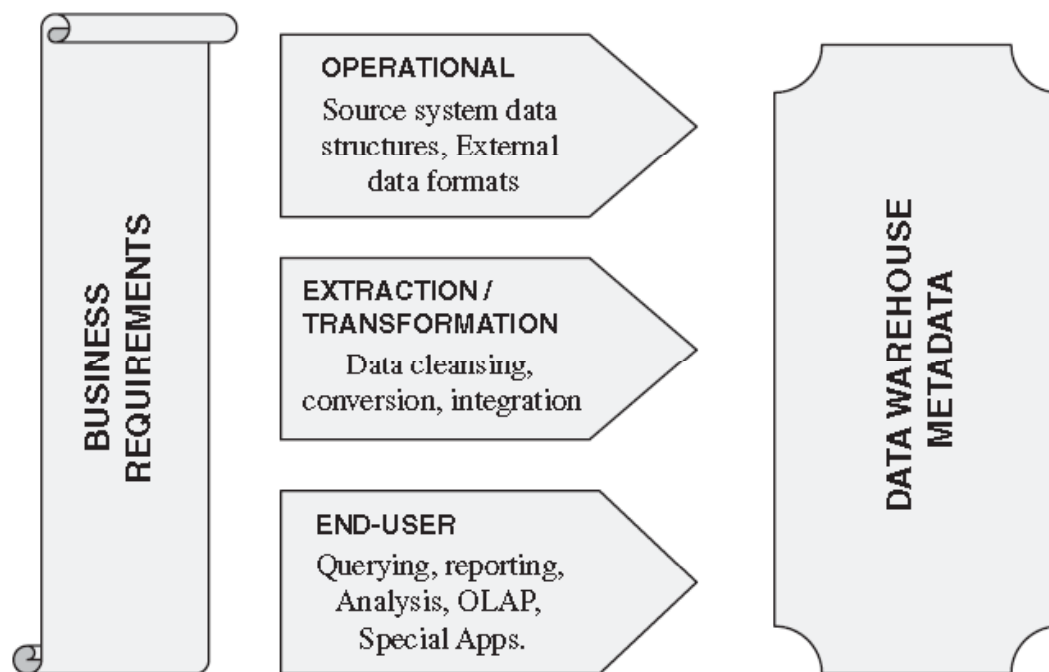 BUSINESS
REQUIREMENTS
OPERATIONAL
Source system data
structures, External
data formats
EXTRACTION /
TRANSFORMATION
Data cleansing,
conversion, integration
END-USER
Querying, reporting,
Analysis, OLAP,
Special Apps.
DATA WAREHOUSE
METADATA